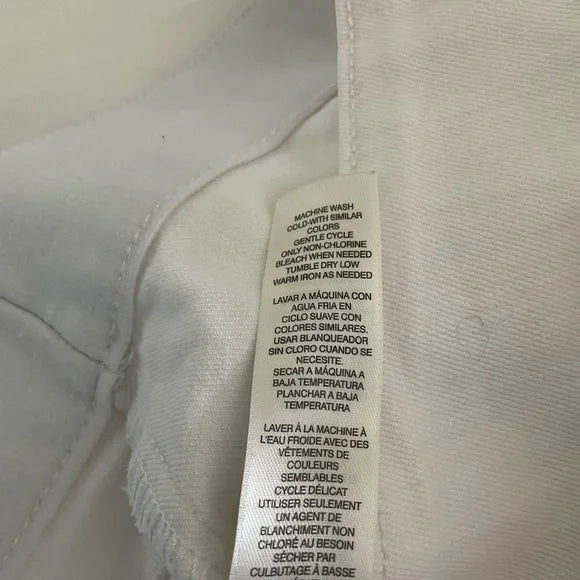 MACHINE WASH
COLD-WITH SIMILAR
COLORS
GENTLE CYCLE
ONLY NON-CHLORINE
BLEACH WHEN NEEDED
TUMBLE DRY LOW
WARM IRON AS NEEDED
LAVAR A MÁQUINA CON
AGUA FRIA EN
CICLO SUAVE CON
COLORES SIMILARES.
USAR BLANQUEADOR
SIN CLORO CUANDO SE
NECESITE.
SECAR A MÁQUINA A
BAJA TEMPERATURA
PLANCHAR A BAJA
TEMPERATURA
LAVER À LA MACHINE À
L'EAU FROIDE AVEC DES
VÊTEMENTS DE
COULEURS
SEMBLABLES
CYCLE DÉLICAT
UTILISER SEULEMENT
UN AGENT DE
BLANCHIMENT NON
CHLORÉ AU BESOIN
SÉCHER PAR
CULBUTAGE À BASSE